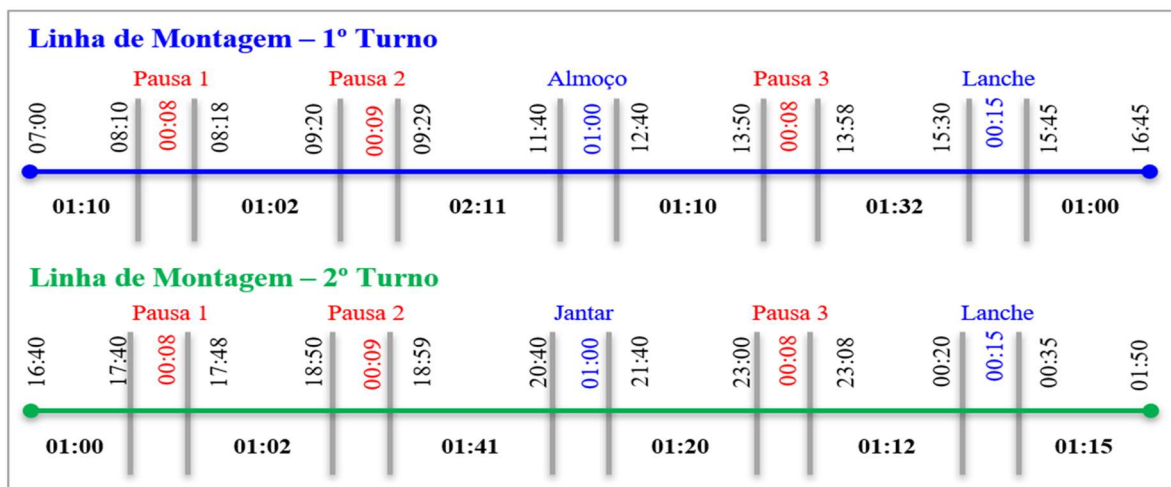 Linha de Montagem – 1º Turno
Pausa 1 Pausa 2 Almoço Pausa 3 Lanche
07:00 08:10 00:08 08:18 09:20 00:09 09:29 11:40 01:00 12:40 13:50 00:08 13:58 15:30 00:15 15:45 16:45
01:10 01:02 02:11 01:10 01:32 01:00
Linha de Montagem – 2º Turno
Pausa 1 Pausa 2 Jantar Pausa 3 Lanche
16:40 17:40 00:08 17:48 18:50 00:09 18:59 20:40 01:00 21:40 23:00 00:08 23:08 00:20 00:15 00:35 01:50
01:00 01:02 01:41 01:20 01:12 01:15